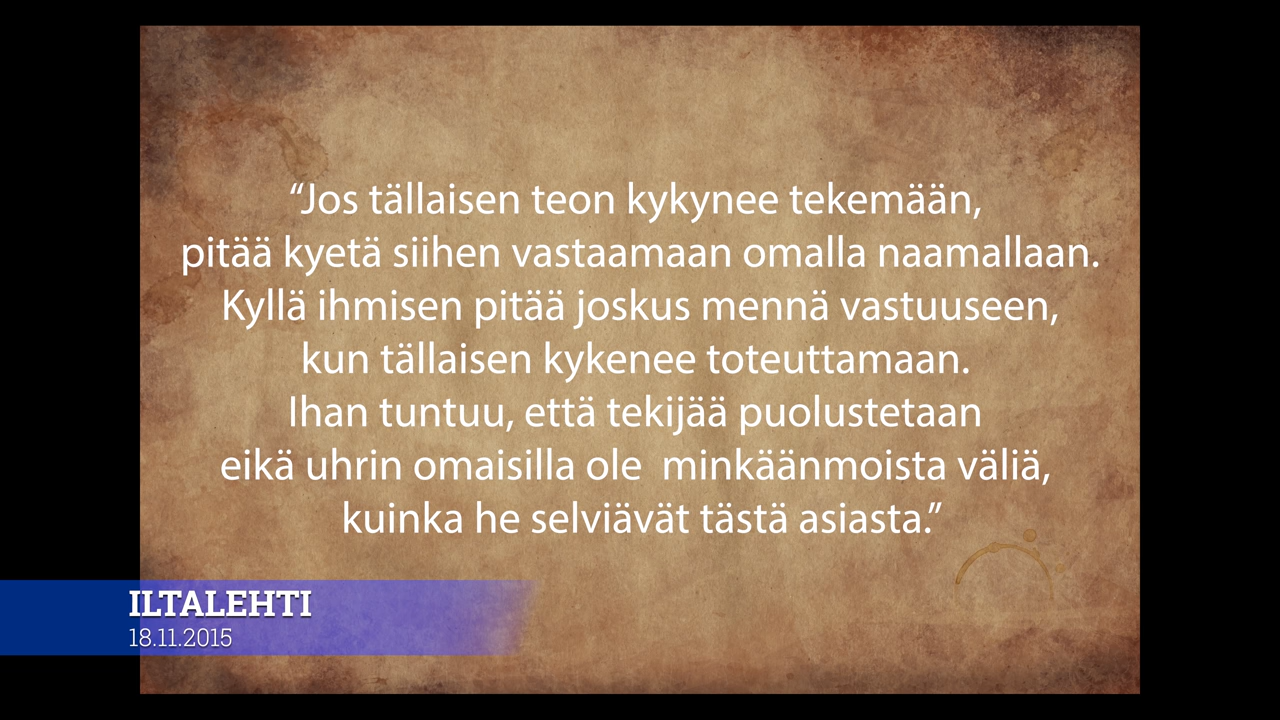 “Jos tällaisen teon kykynee tekemään,
pitää kyetä siihen vastaamaan omalla naamallaan.
Kyllä ihmisen pitää joskus mennä vastuuseen,
kun tällaisen kykenee toteuttamaan.
Ihan tuntuu, että tekijää puolustetaan
eikä uhrin omaisilla ole  minkäänmoista väliä,
kuinka he selviävät tästä asiasta.”
ILTALEHTI
18.11.2015